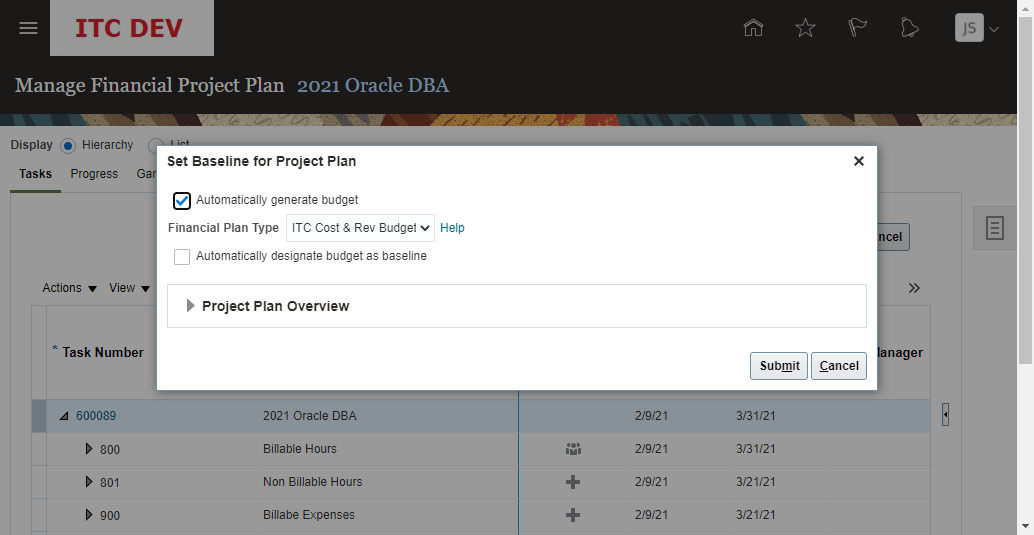 ITC DEV
JS
Manage Financial Project Plan 2021 Oracle DBA
Display Hierarchy List
Tasks Progress Gan
Set Baseline for Project Plan
Automatically generate budget
Financial Plan Type ITC Cost & Rev Budget Help
Automatically designate budget as baseline
Project Plan Overview
Submit Cancel
ncel
Actions View
* Task Number
lanager
600089 2021 Oracle DBA 2/9/21 3/31/21
800 Billable Hours 2/9/21 3/31/21
801 Non Billable Hours 2/9/21 3/21/21
900 Billabe Expenses 2/9/21 3/21/21